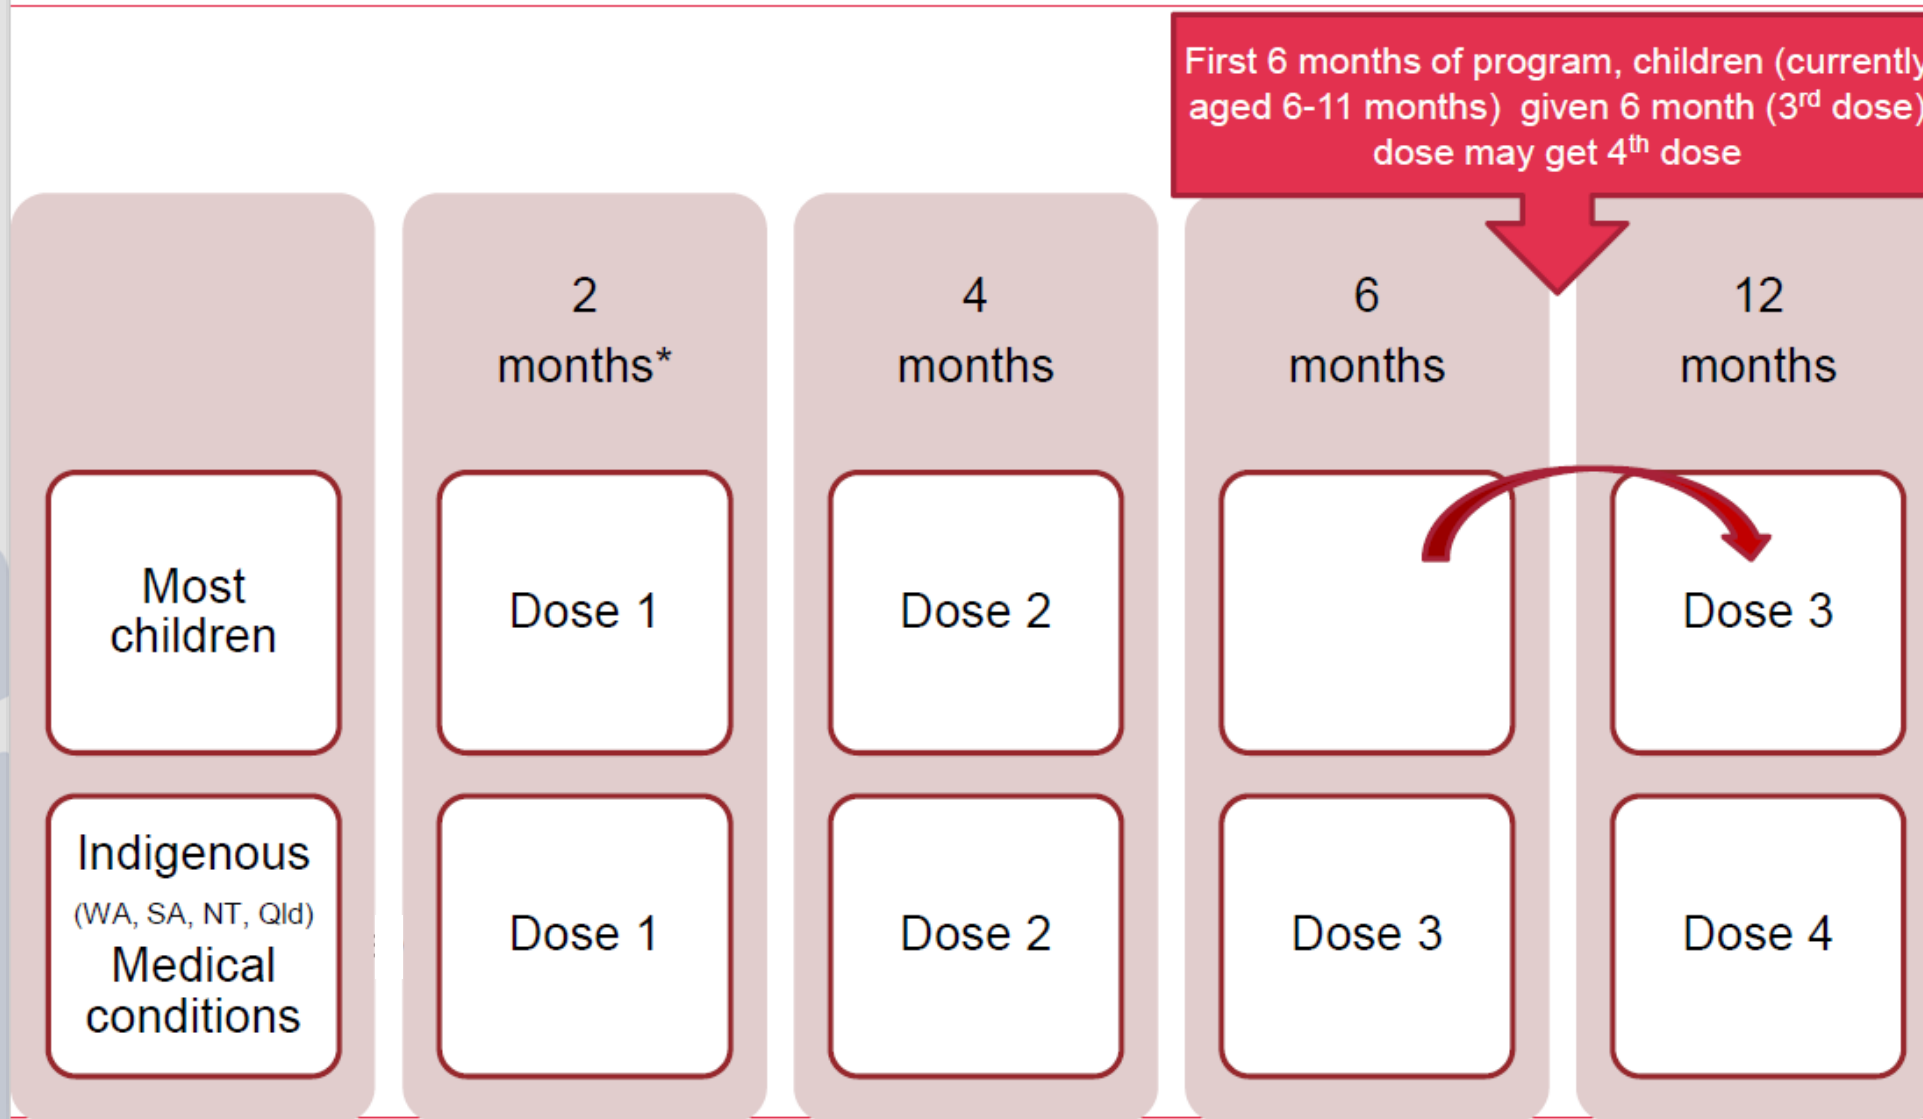 First 6 months of program, children (currently
aged 6-11 months) given 6 month (3rd dose)
dose may get 4th dose
2
months*
4
months
6
months
12
months
Most
children
Dose 1
Dose 2
Dose 3
Indigenous
(WA, SA, NT, Qld)
Medical
conditions
Dose 1
Dose 2
Dose 3
Dose 4